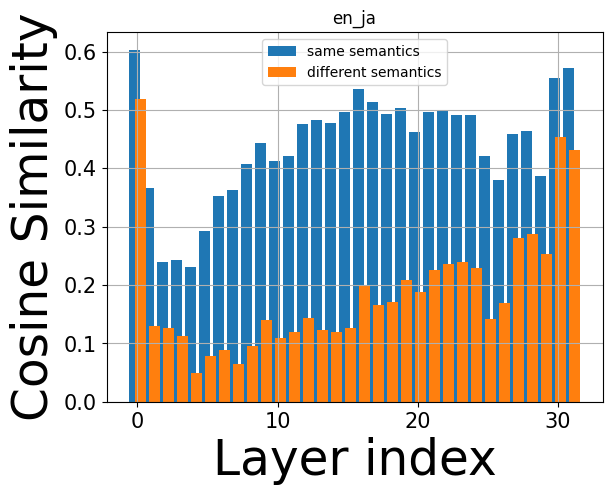 en_ja
same semantics
different semantics
Cosine Similarity
0.6
0.5
0.4
0.3
0.2
0.1
0.0
0 10 20 30
Layer index